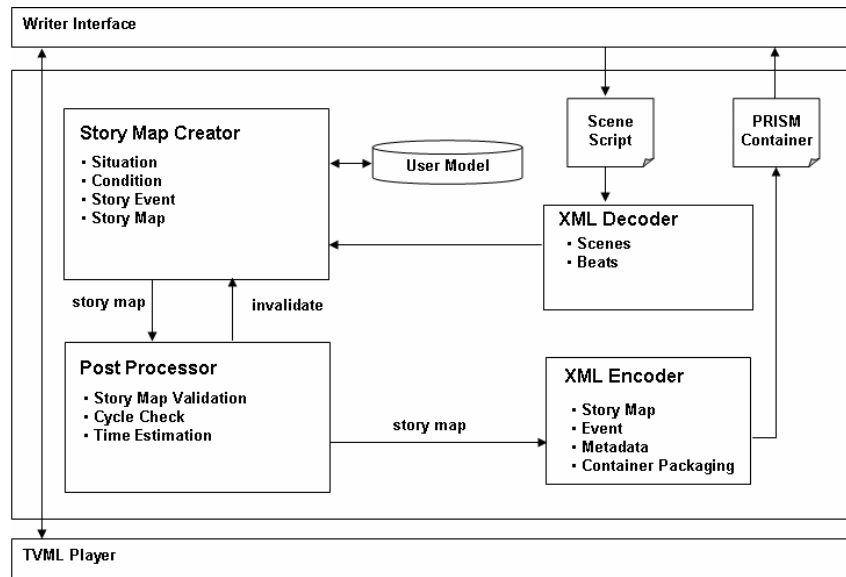 Writer Interface
Scene
Script
PRISM
Container
Story Map Creator
▪ Situation
▪ Condition
▪ Story Event
▪ Story Map
User Model
XML Decoder
▪ Scenes
▪ Beats
story map
invalidate
Post Processor
▪ Story Map Validation
▪ Cycle Check
▪ Time Estimation
story map
XML Encoder
▪ Story Map
▪ Event
▪ Metadata
▪ Container Packaging
TVML Player